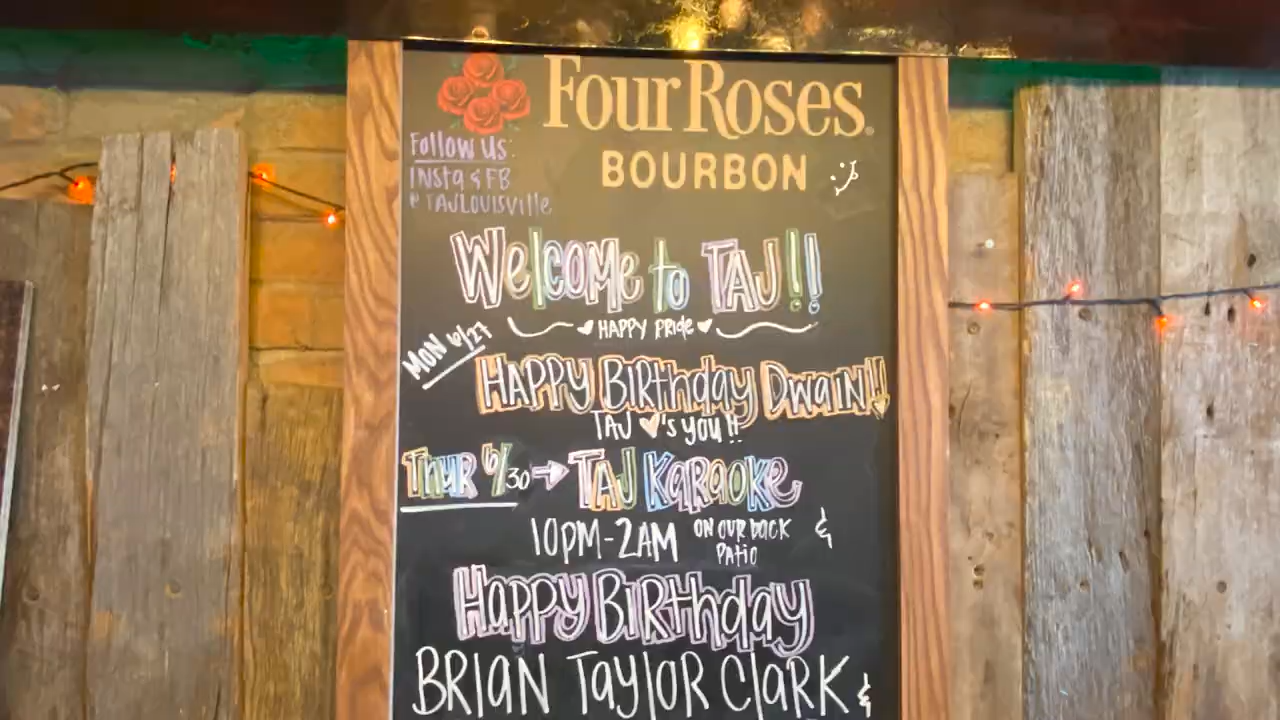 Four Roses
BOURBON
Follow us:
INSTA & FB
@TAJLOUISVILLE
WELCOME to TAJ!!
HAPPY PRIDE
MON 6/27
HAPPY BIRTHDAY DWAIN!!
TAJ ♥'s you!!
THUR 6/30 → TAJ KARAOKE
10PM-2AM ON OUR BACK PATIO &
HAPPY BIRTHDAY
BRIAN TAYLOR CLARK &